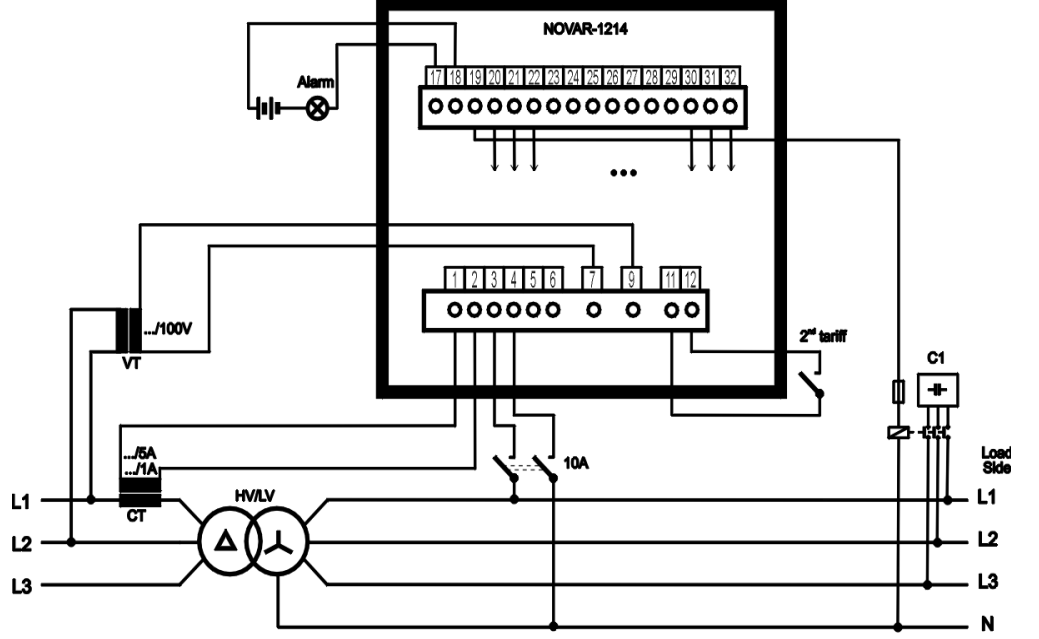 NOVAR-1214
Alarm
17 18 19 20 21 22 23 24 25 26 27 28 29 30 31 32
1 2 3 4 5 6 7 9 11 12
.../100V
VT
2nd tariff
C1
.../5A
.../1A
10A
Load
Side
CT
HV/LV
L1
L1
L2
L2
L3
L3
N